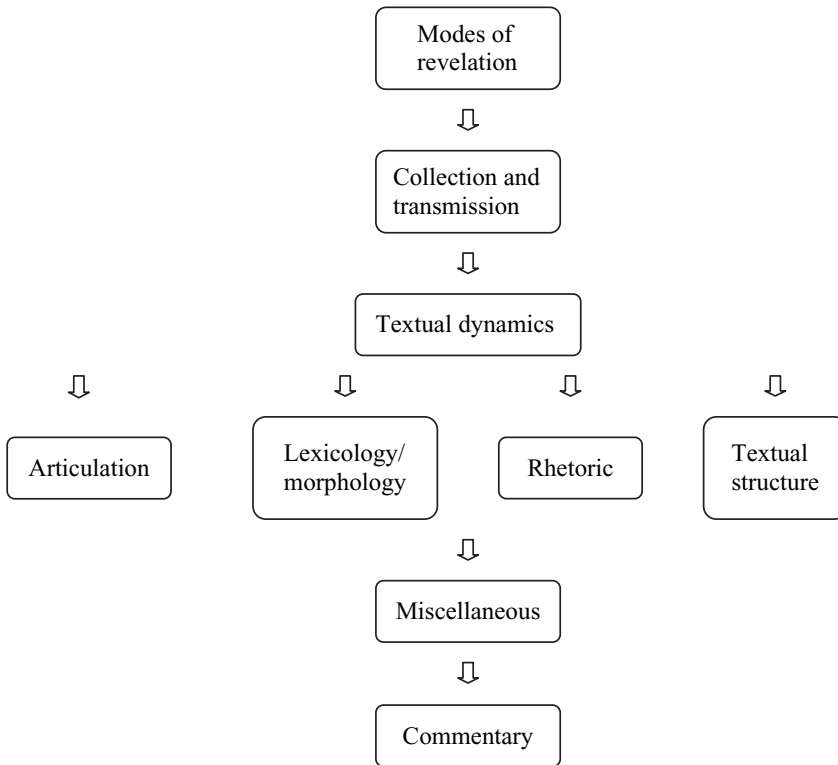 Modes of
revelation
Collection and
transmission
Textual dynamics
Articulation
Lexicology/
morphology
Rhetoric
Textual
structure
Miscellaneous
Commentary